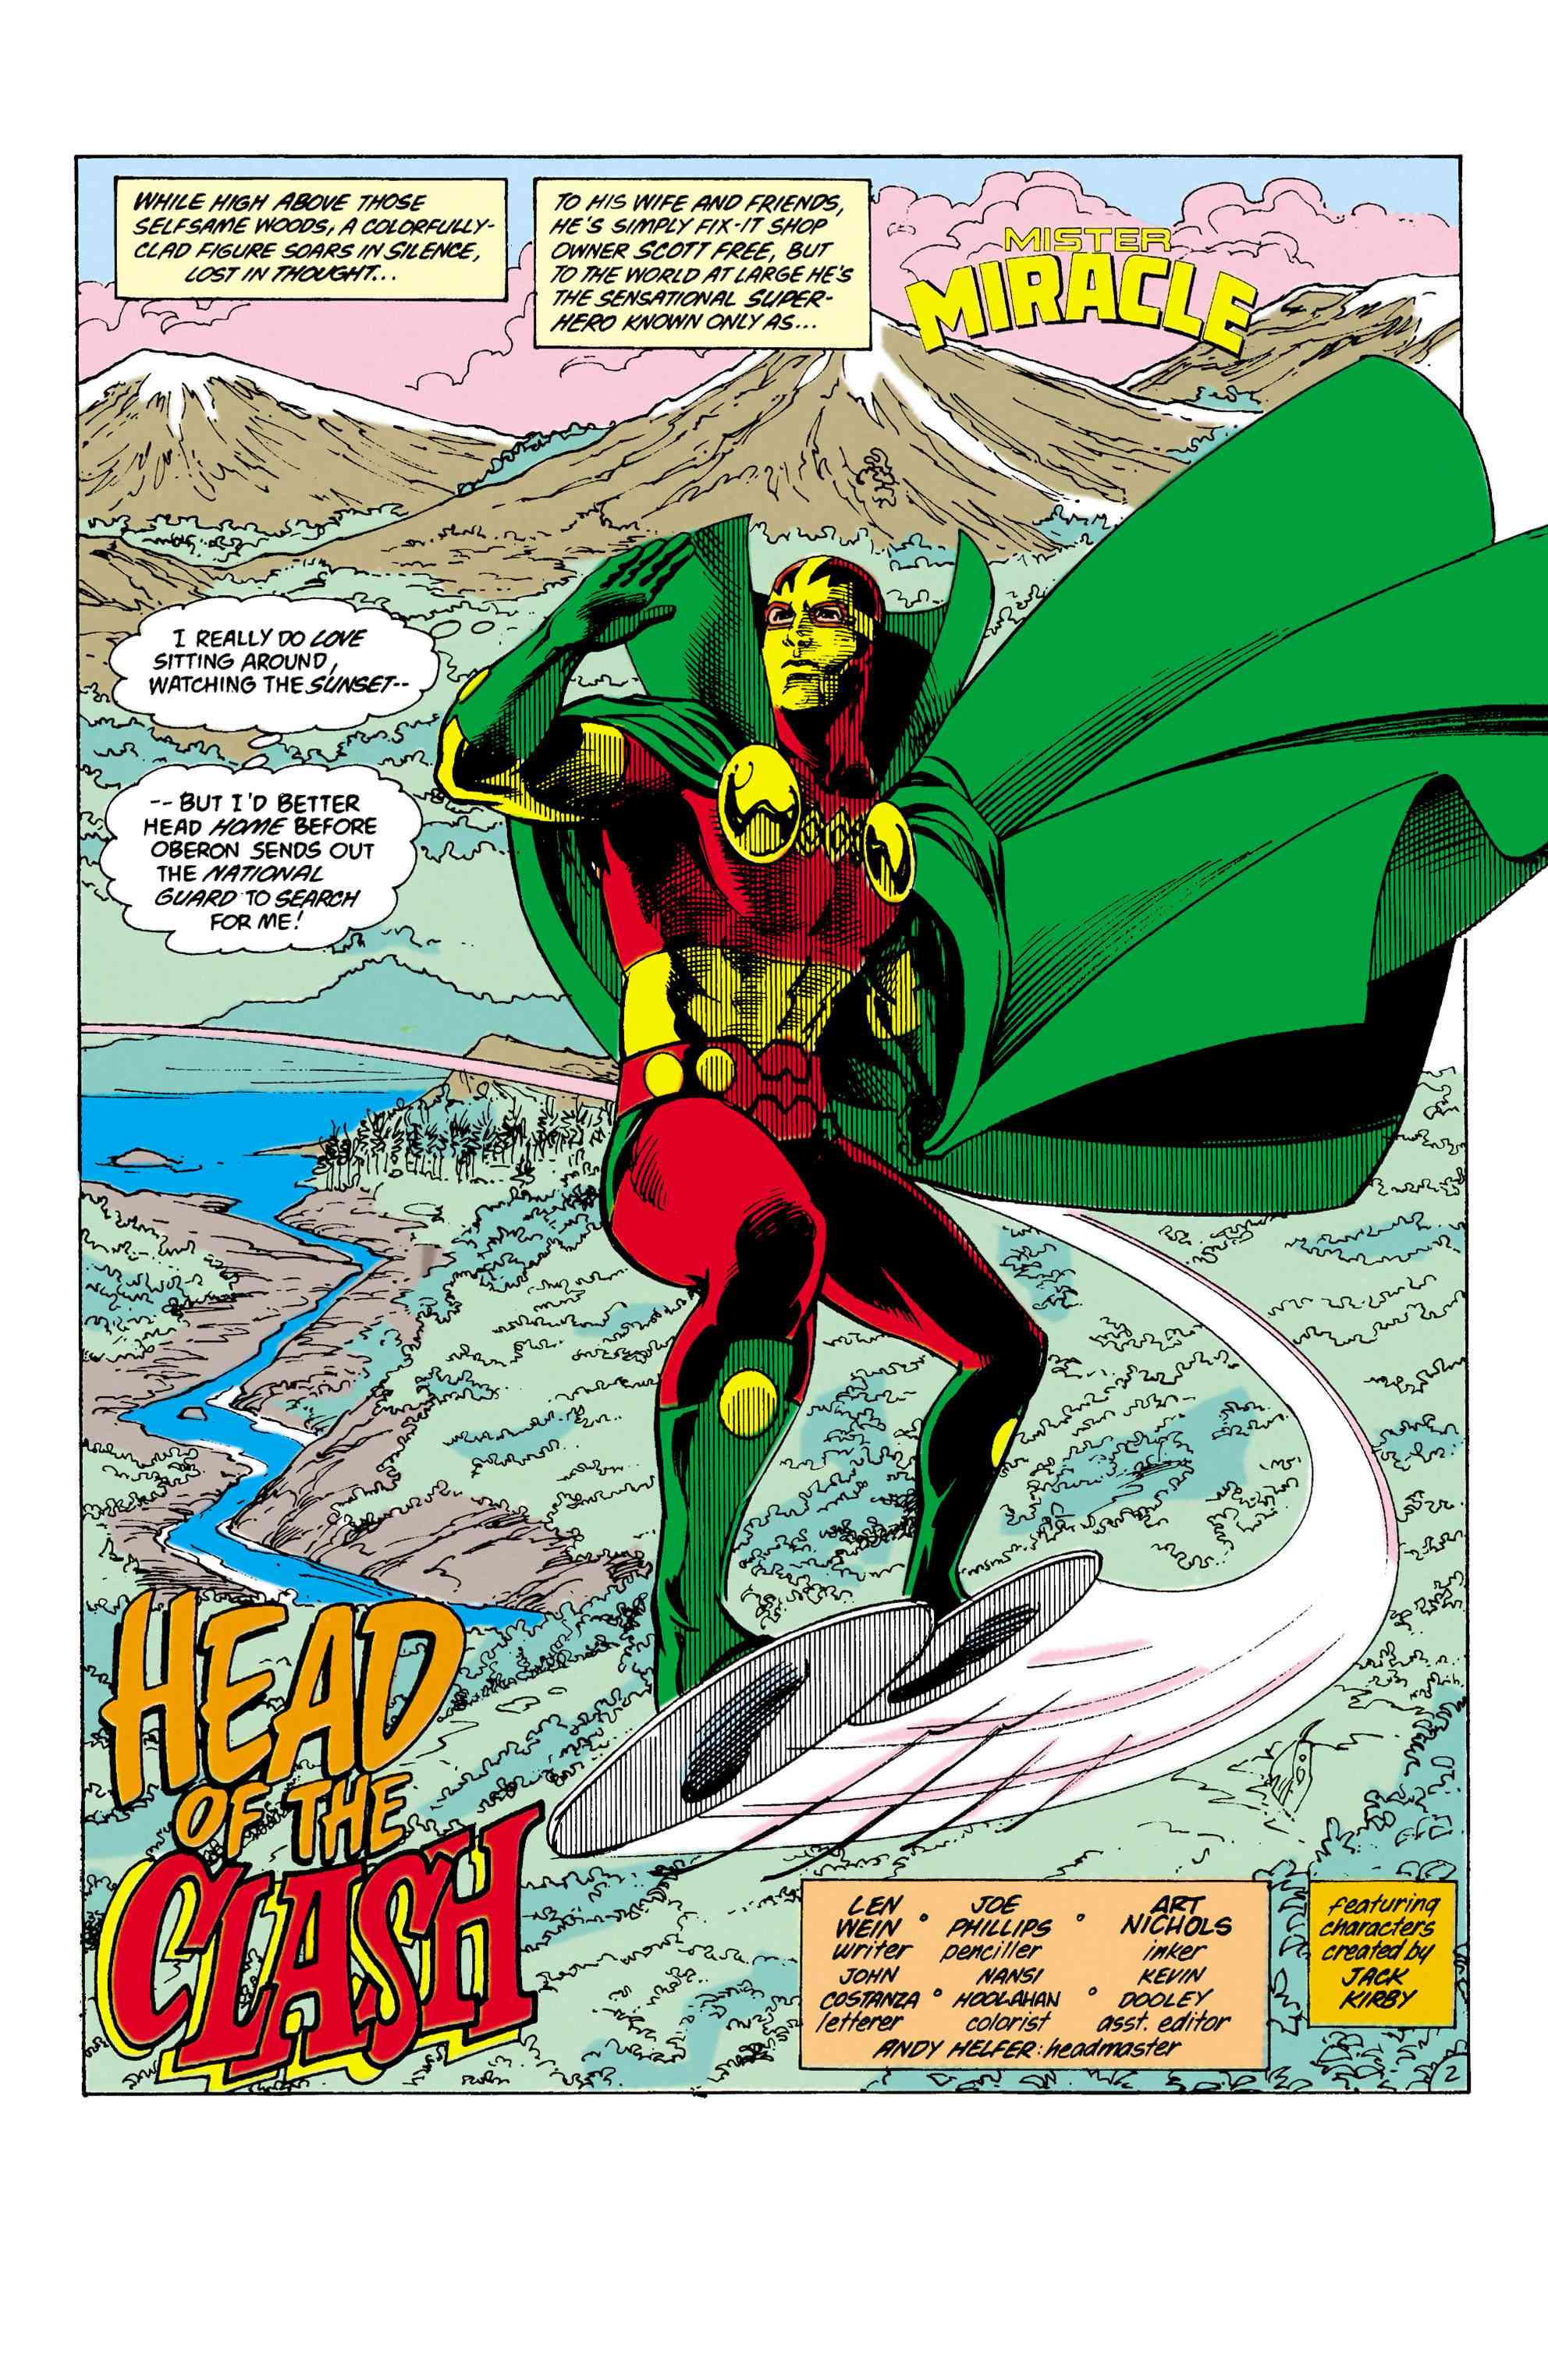 WHILE HIGH ABOVE THOSE
SELFSAME WOODS, A COLORFULLY-
CLAD FIGURE SOARS IN SILENCE,
LOST IN THOUGHT...
TO HIS WIFE AND FRIENDS,
HE'S SIMPLY FIX-IT SHOP
OWNER SCOTT FREE, BUT
TO THE WORLD AT LARGE HE'S
THE SENSATIONAL SUPER-
HERO KNOWN ONLY AS...
MISTER
MIRACLE
I REALLY DO LOVE
SITTING AROUND,
WATCHING THE SUNSET--
-- BUT I'D BETTER
HEAD HOME BEFORE
OBERON SENDS OUT
THE NATIONAL
GUARD TO SEARCH
FOR ME!
HEAD
OF THE
CLASH
LEN JOE ART
WEIN • PHILLIPS • NICHOLS
writer penciller inker
JOHN NANSI KEVIN
COSTANZA • HOOLAHAN • DOOLEY
letterer colorist asst. editor
ANDY HELFER: headmaster
featuring
characters
created by
JACK
KIRBY
2